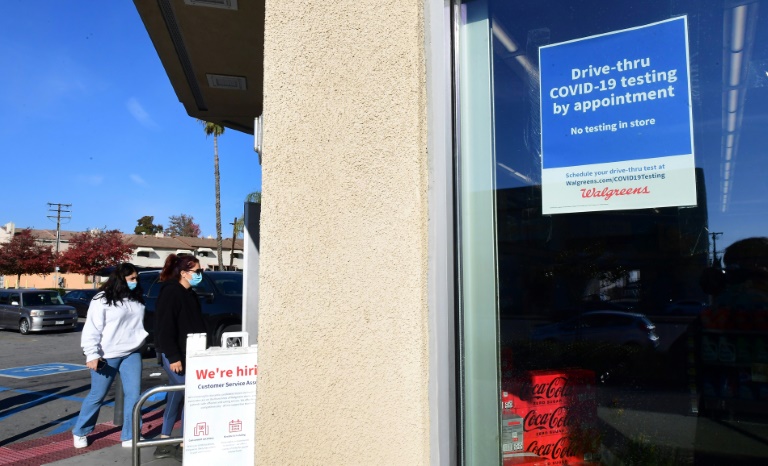 Drive-thru
COVID-19 testing
by appointment
No testing in store
Schedule your drive-thru test at
Walgreens.com/COVID19Testing
Walgreens
We're hiri
Customer Service Ass
Coca-Cola
Coca-Cola
Coca-Cola